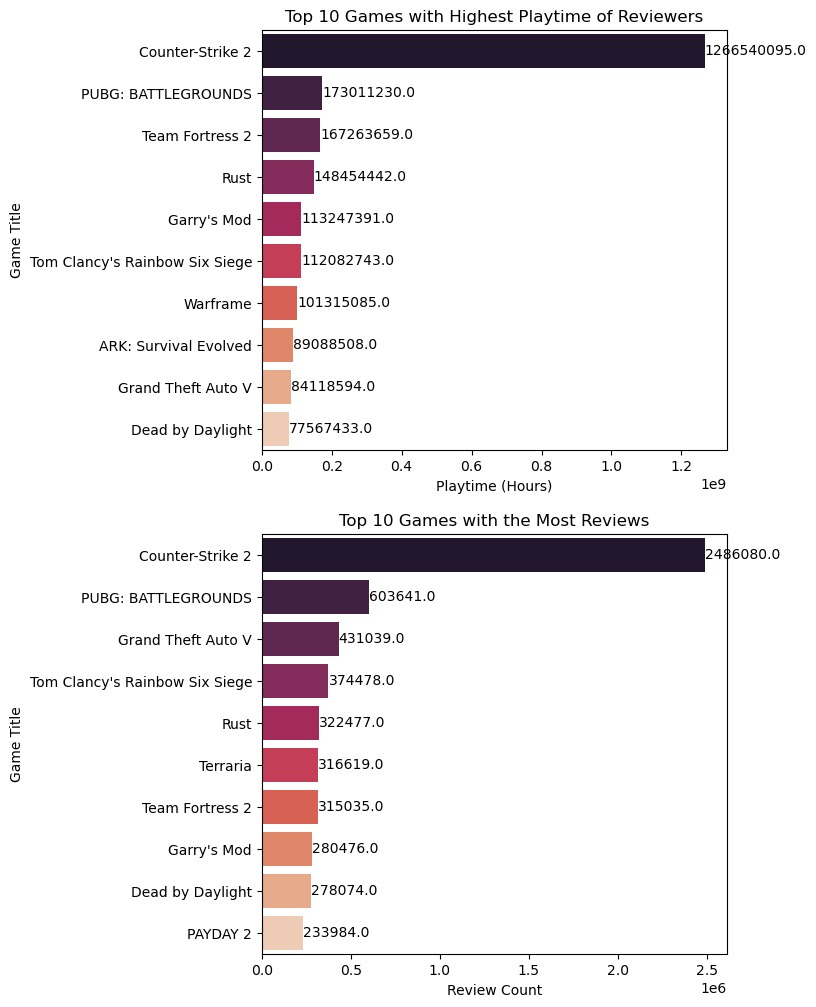 Top 10 Games with Highest Playtime of Reviewers
Game Title
Counter-Strike 2 1266540095.0
PUBG: BATTLEGROUNDS 173011230.0
Team Fortress 2 167263659.0
Rust 148454442.0
Garry's Mod 113247391.0
Tom Clancy's Rainbow Six Siege 112082743.0
Warframe 101315085.0
ARK: Survival Evolved 89088508.0
Grand Theft Auto V 84118594.0
Dead by Daylight 77567433.0
0.0 0.2 0.4 0.6 0.8 1.0 1.2
1e9
Playtime (Hours)
Top 10 Games with the Most Reviews
Game Title
Counter-Strike 2 2486080.0
PUBG: BATTLEGROUNDS 603641.0
Grand Theft Auto V 431039.0
Tom Clancy's Rainbow Six Siege 374478.0
Rust 322477.0
Terraria 316619.0
Team Fortress 2 315035.0
Garry's Mod 280476.0
Dead by Daylight 278074.0
PAYDAY 2 233984.0
0.0 0.5 1.0 1.5 2.0 2.5
1e6
Review Count